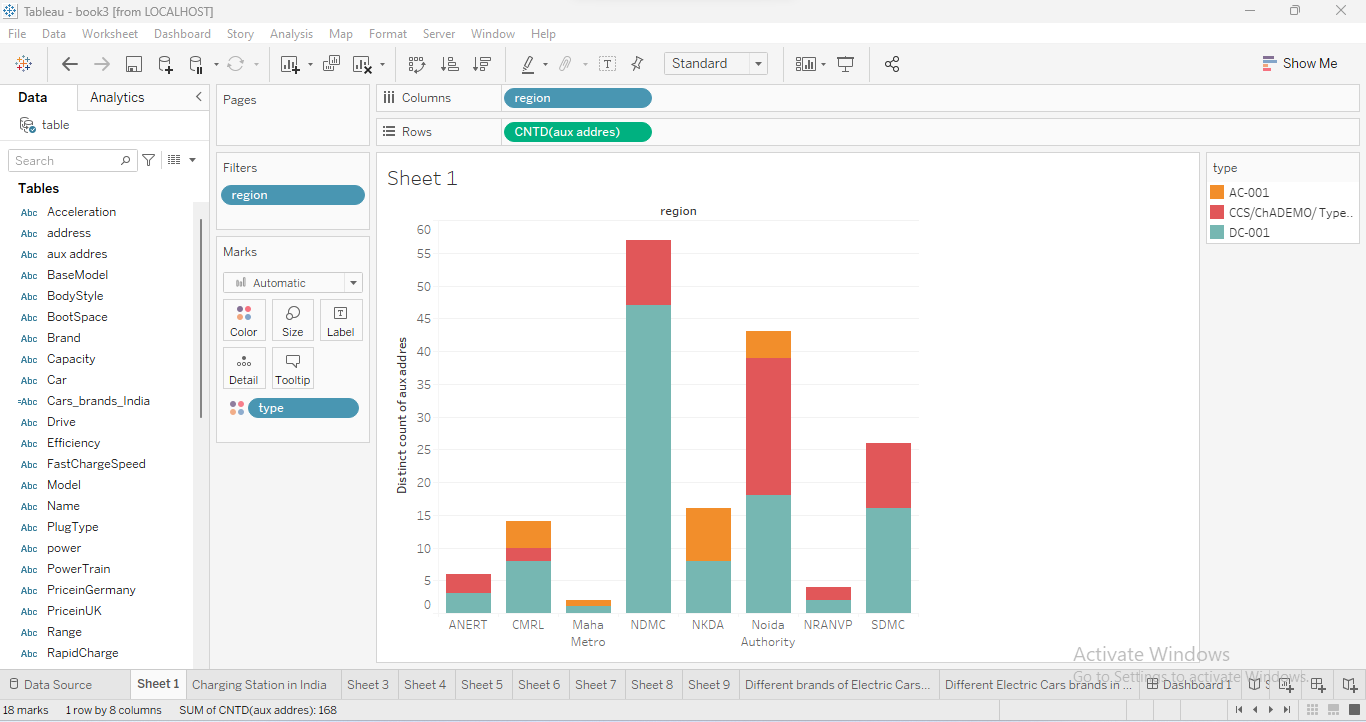 Tableau - book3 [from LOCALHOST]
File Data Worksheet Dashboard Story Analysis Map Format Server Window Help
Standard
Show Me
Data Analytics
table
Search
Tables
Abc Acceleration
Abc address
Abc aux addres
Abc BaseModel
Abc BodyStyle
Abc BootSpace
Abc Brand
Abc Capacity
Abc Car
=Abc Cars_brands_India
Abc Drive
Abc Efficiency
Abc FastChargeSpeed
Abc Model
Abc Name
Abc PlugType
Abc power
Abc PowerTrain
Abc PriceinGermany
Abc PriceinUK
Abc Range
Abc RapidCharge
Pages
Filters
region
Marks
Automatic
Color Size Label
Detail Tooltip
type
Columns region
Rows CNTD(aux addres)
Sheet 1
region
60
55
50
45
40
35
30
25
20
15
10
5
0
Distinct count of aux addres
ANERT CMRL Maha Metro NDMC NKDA Noida Authority NRANVP SDMC
type
AC-001
CCS/ChADEMO/ Type..
DC-001
Activate Windows
Go to Settings to activate Windows.
Data Source Sheet 1 Charging Station in India Sheet 3 Sheet 4 Sheet 5 Sheet 6 Sheet 7 Sheet 8 Sheet 9 Different brands of Electric Cars... Different Electric Cars brands in ... Dashboard 1
18 marks 1 row by 8 columns SUM of CNTD(aux addres): 168